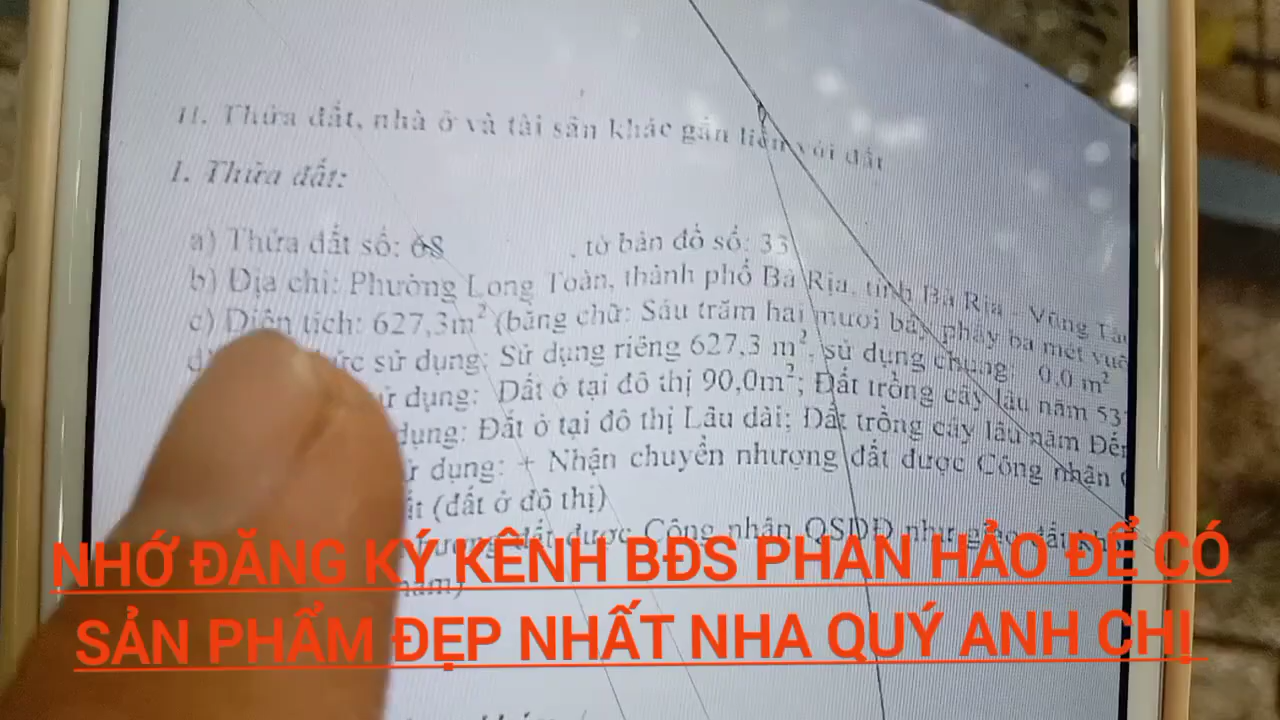 II. Thửa đất, nhà ở và tài sản khác gắn liền với đất
1. Thửa đất:
a) Thửa đất số: 68 , tờ bản đồ số: 33
b) Địa chỉ: Phường Long Toàn, thành phố Bà Rịa, tỉnh Bà Rịa - Vũng Tàu
c) Diện tích: 627,3m² (bằng chữ: Sáu trăm hai mươi bảy phẩy ba mét
sử dụng: Sử dụng riêng 627,3 m², sử dụng chung: 0,0 m²
dụng: Đất ở tại đô thị 90,0m²; Đất trồng cây lâu năm 53
dụng: Đất ở tại đô thị Lâu dài; Đất trồng cây lâu năm
dụng: + Nhận chuyển nhượng đất được Công nhận
(đất ở đô thị)
đất được Công nhận QSDĐ như giao đất
năm)
NHỚ ĐĂNG KÝ KÊNH BĐS PHAN HẢO ĐỂ CÓ
SẢN PHẨM ĐẸP NHẤT NHA QUÝ ANH CHỊ